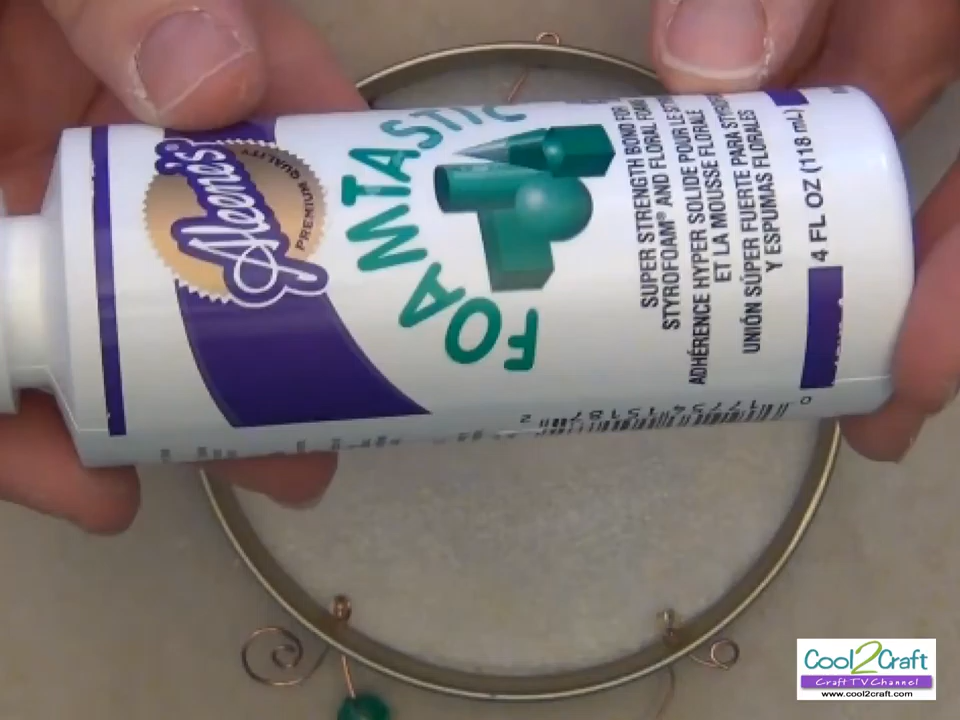 Aleene's®
PREMIUM QUALITY
FOAMTASTIC
SUPER STRENGTH BOND FOR
STYROFOAM® AND FLORAL FOAM
ADHÉRENCE HYPER SOLIDE POUR LE
ET LA MOUSSE FLORALE
UNIÓN SÚPER FUERTE PARA
Y ESPUMAS FLORALES
4 FL OZ (118 mL)
Cool2Craft
Craft TV Channel
www.cool2craft.com